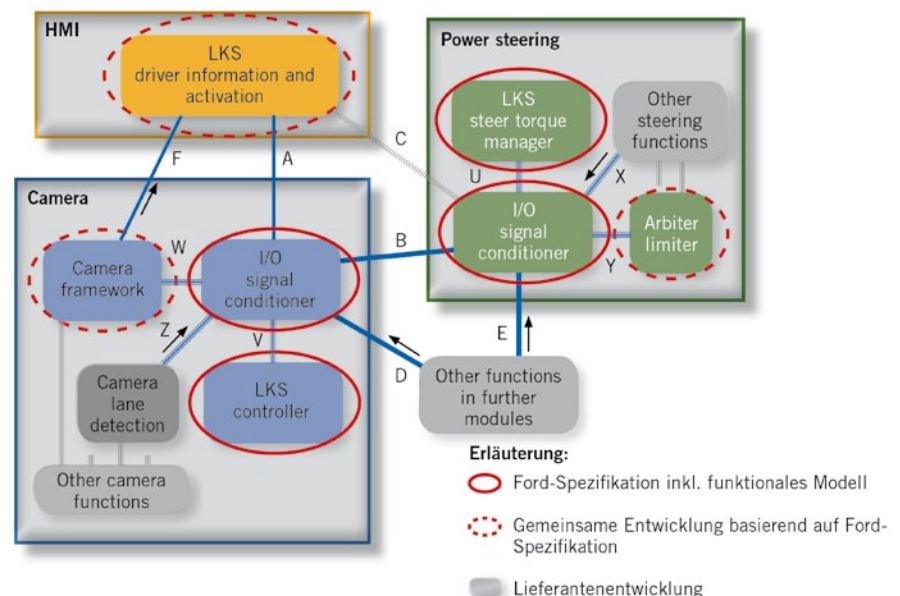 HMI
LKS
driver information and
activation
Power steering
LKS
steer torque
manager
Other
steering
functions
C
F
A
U
X
Camera
I/O
signal
conditioner
Arbiter
limiter
B
Y
W
Camera
framework
I/O
signal
conditioner
Z
V
E
D
Camera
lane
detection
LKS
controller
Other functions
in further
modules
Other camera
functions
Erläuterung:
Ford-Spezifikation inkl. funktionales Modell
Gemeinsame Entwicklung basierend auf Ford-
Spezifikation
Lieferantenentwicklung